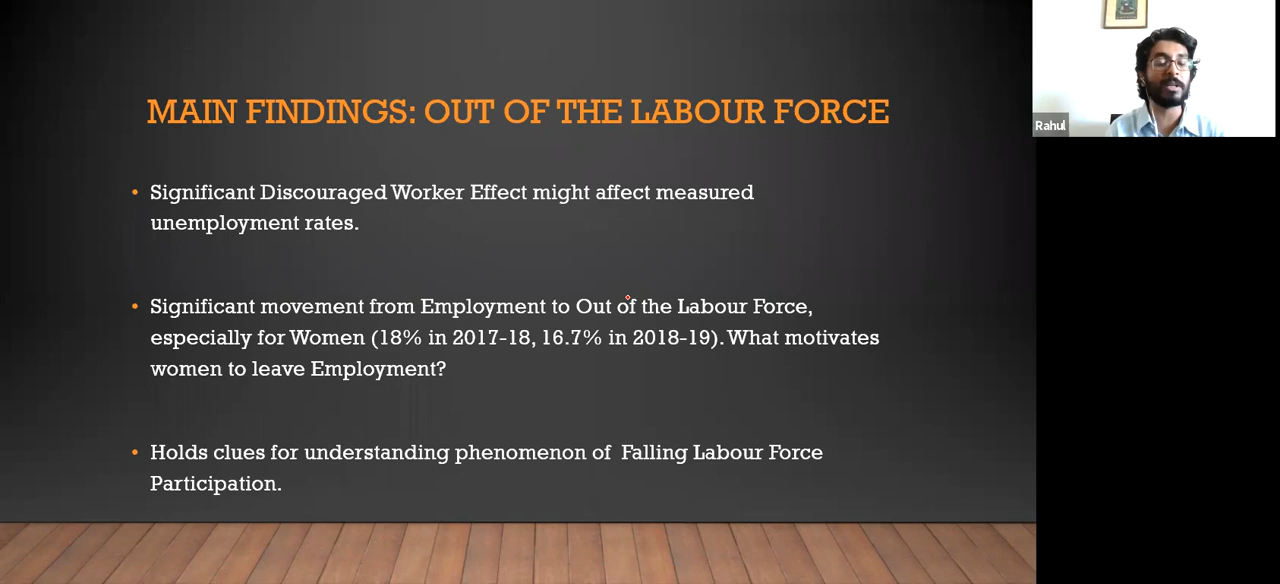 MAIN FINDINGS: OUT OF THE LABOUR FORCE
• Significant Discouraged Worker Effect might affect measured
unemployment rates.
• Significant movement from Employment to Out of the Labour Force,
especially for Women (18% in 2017-18, 16.7% in 2018-19). What motivates
women to leave Employment?
• Holds clues for understanding phenomenon of Falling Labour Force
Participation.
Rahul